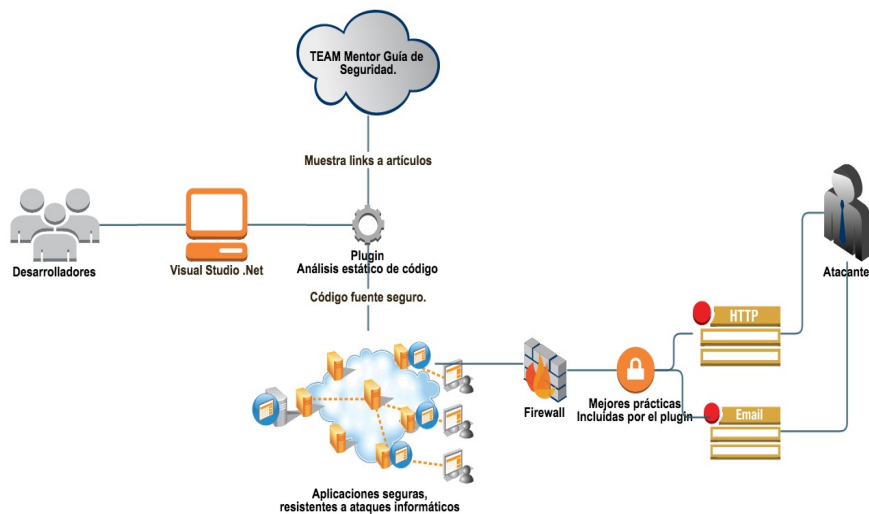 TEAM Mentor Guía de
Seguridad.
Muestra links a artículos
Desarrolladores
Visual Studio .Net
Plugin
Análisis estático de código
Código fuente seguro.
Atacante
HTTP
Firewall
Mejores prácticas
Incluídas por el plugin
Email
Aplicaciones seguras,
resistentes a ataques informáticos